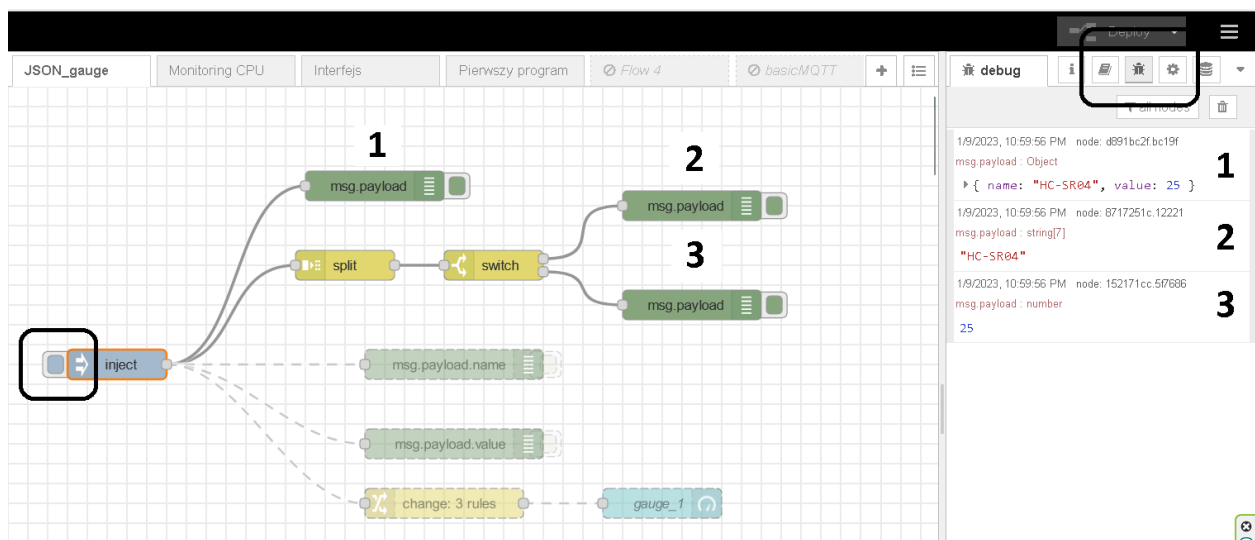 Deploy
JSON_gauge
Monitoring CPU
Interfejs
Pierwszy program
Flow 4
basicMQTT
debug
i
all nodes
1
msg.payload
2
msg.payload
3
split
switch
msg.payload
inject
msg.payload.name
msg.payload.value
change: 3 rules
gauge_1
1/9/2023, 10:59:56 PM node: d891bc2f.bc19f
msg.payload : Object
{ name: "HC-SR04", value: 25 }
1
1/9/2023, 10:59:56 PM node: 8717251c.12221
msg.payload : string[7]
"HC-SR04"
2
1/9/2023, 10:59:56 PM node: 152171cc.5f7686
msg.payload : number
25
3